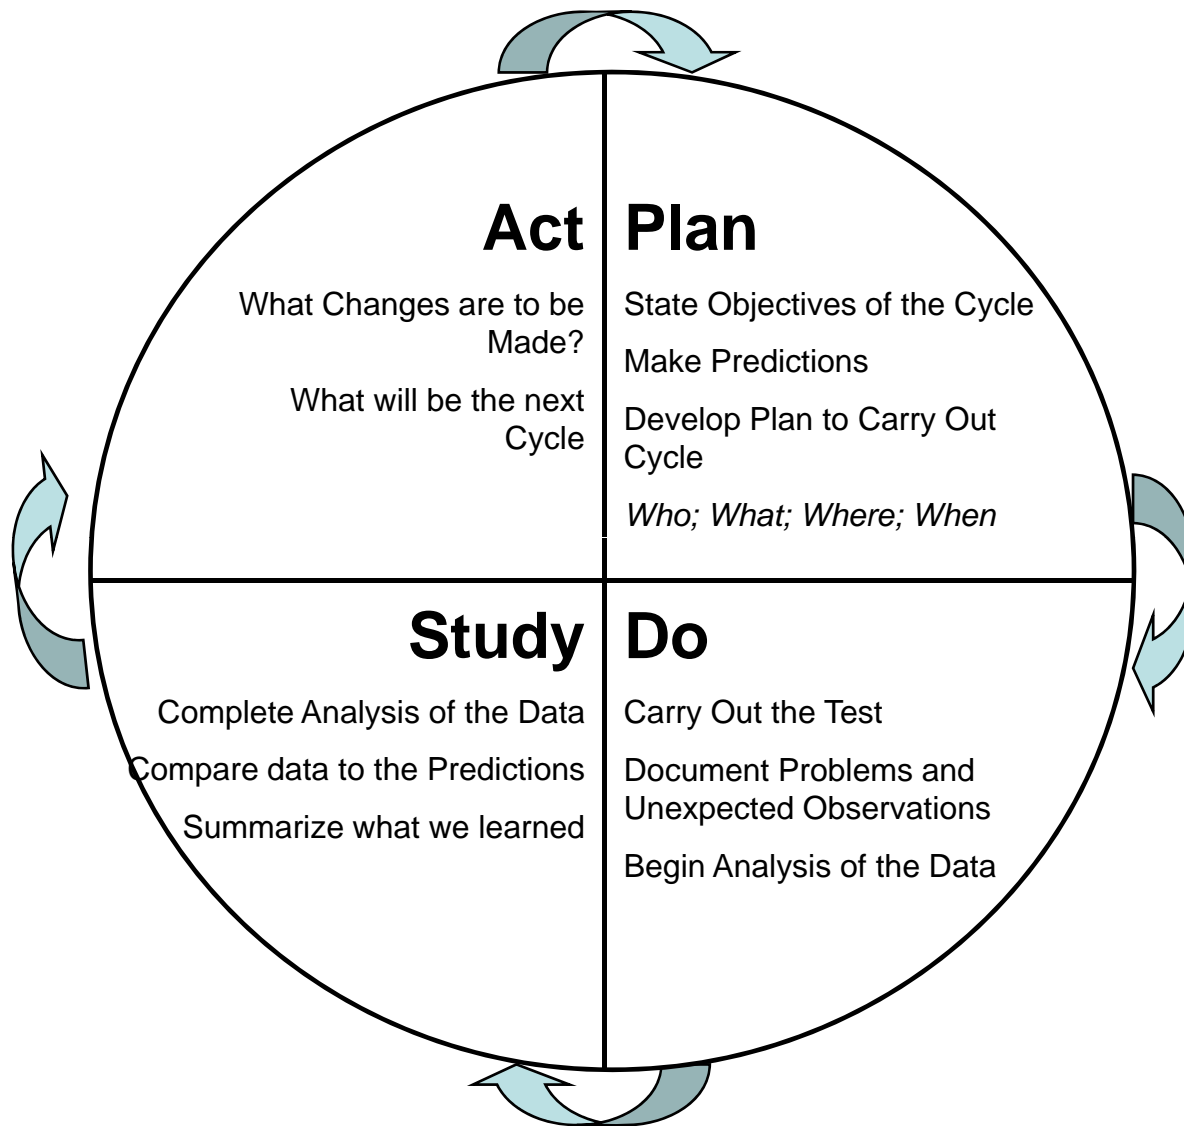 Act
What Changes are to be
Made?
What will be the next
Cycle
Plan
State Objectives of the Cycle
Make Predictions
Develop Plan to Carry Out
Cycle
Who; What; Where; When
Study
Complete Analysis of the Data
Compare data to the Predictions
Summarize what we learned
Do
Carry Out the Test
Document Problems and
Unexpected Observations
Begin Analysis of the Data